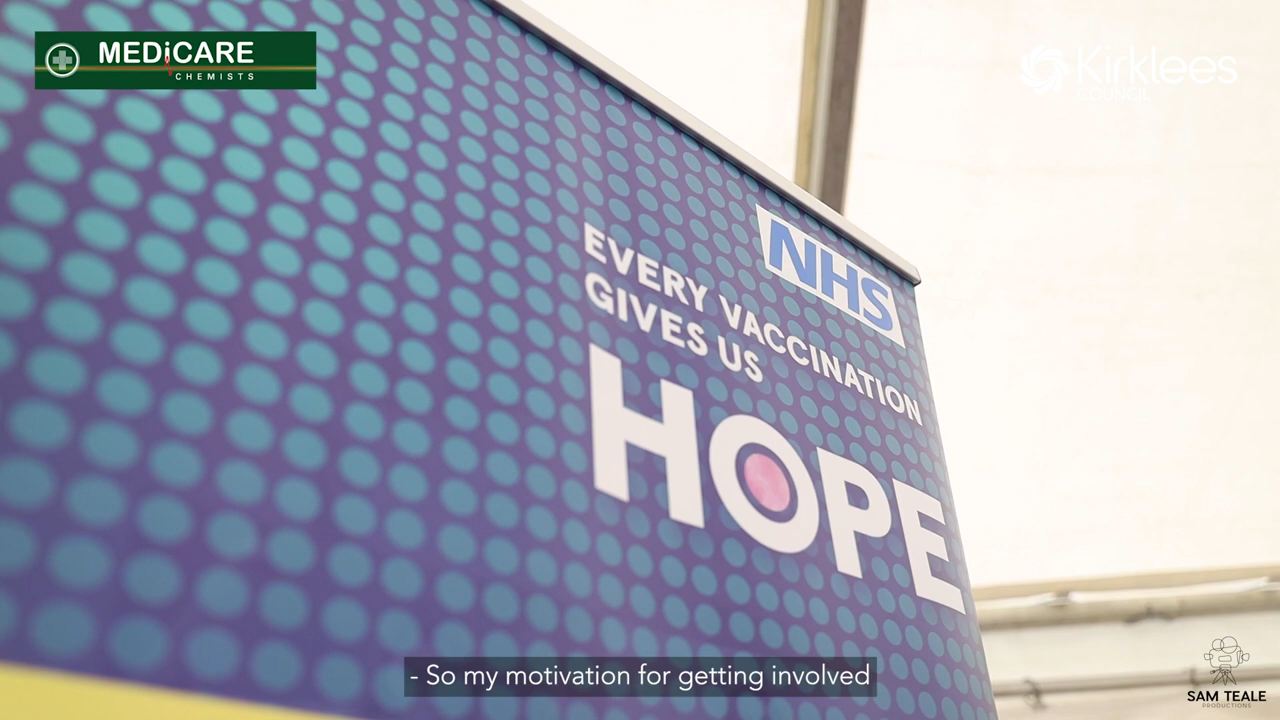 MEDiCARE
CHEMISTS
Kirklees
COUNCIL
NHS
EVERY VACCINATION
GIVES US
HOPE
- So my motivation for getting involved
SAM TEALE
PRODUCTIONS